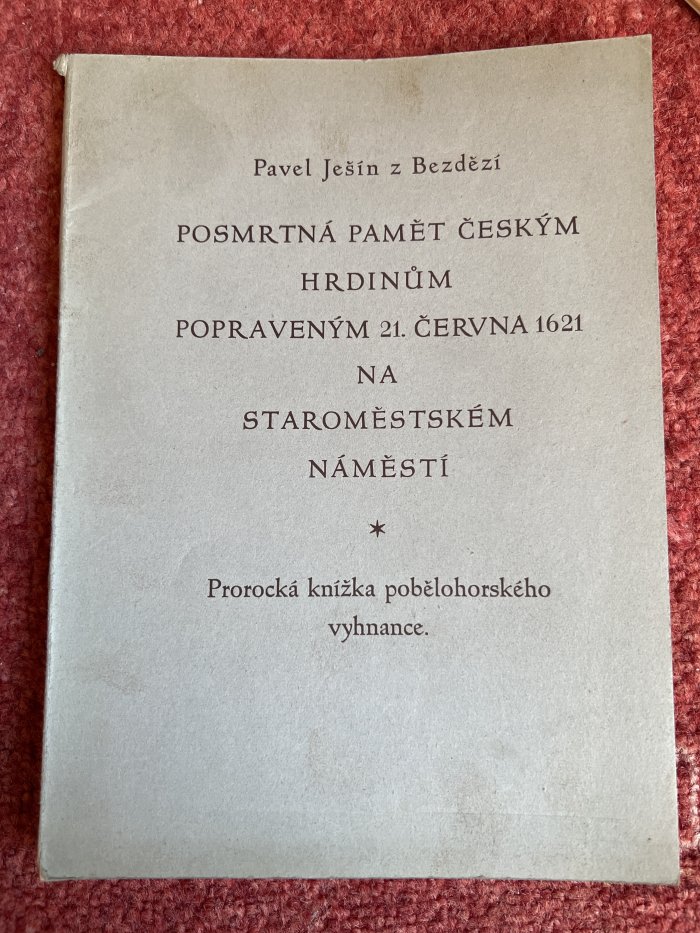 Pavel Ješín z Bezdězí
POSMRTNÁ PAMĚT ČESKÝM
HRDINŮM
POPRAVENÝM 21. ČERVNA 1621
NA
STAROMĚSTSKÉM
NÁMĚSTÍ
*
Prorocká knížka pobělohorského
vyhnance.